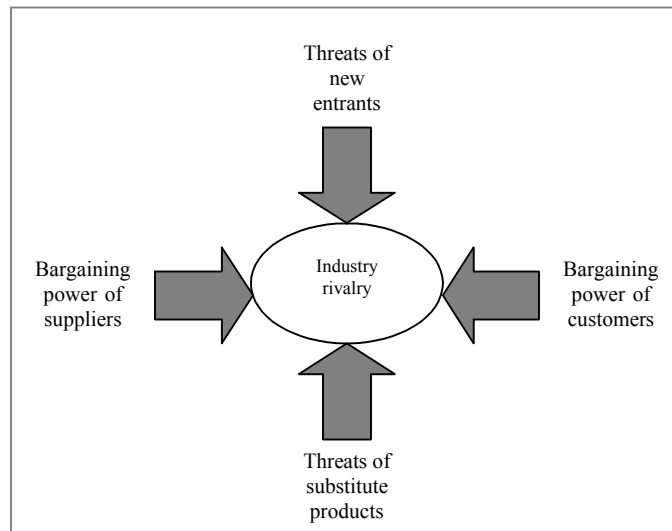 Threats of
new
entrants
Bargaining
power of
suppliers
Industry
rivalry
Bargaining
power of
customers
Threats of
substitute
products